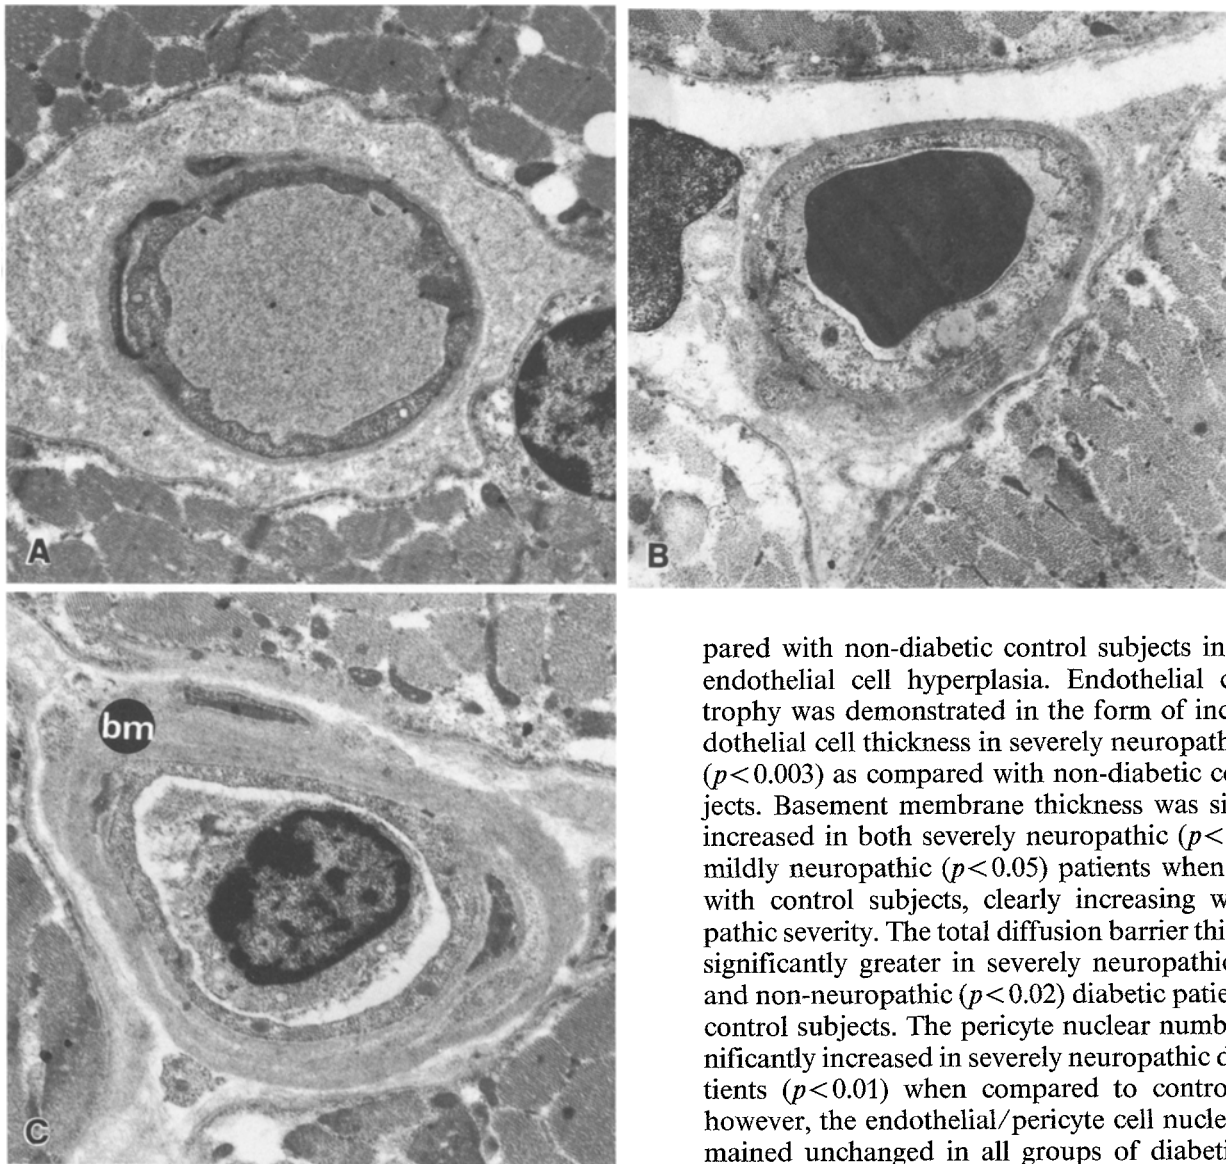 A
B
bm
C
pared with non-diabetic control subjects in
endothelial cell hyperplasia. Endothelial c
trophy was demonstrated in the form of inc
dothelial cell thickness in severely neuropath
(p<0.003) as compared with non-diabetic co
jects. Basement membrane thickness was si
increased in both severely neuropathic (p<
mildly neuropathic (p<0.05) patients when
with control subjects, clearly increasing w
pathic severity. The total diffusion barrier thi
significantly greater in severely neuropathic
and non-neuropathic (p<0.02) diabetic patie
control subjects. The pericyte nuclear numb
nificantly increased in severely neuropathic d
tients (p<0.01) when compared to control
however, the endothelial/pericyte cell nucle
mained unchanged in all groups of diabeti